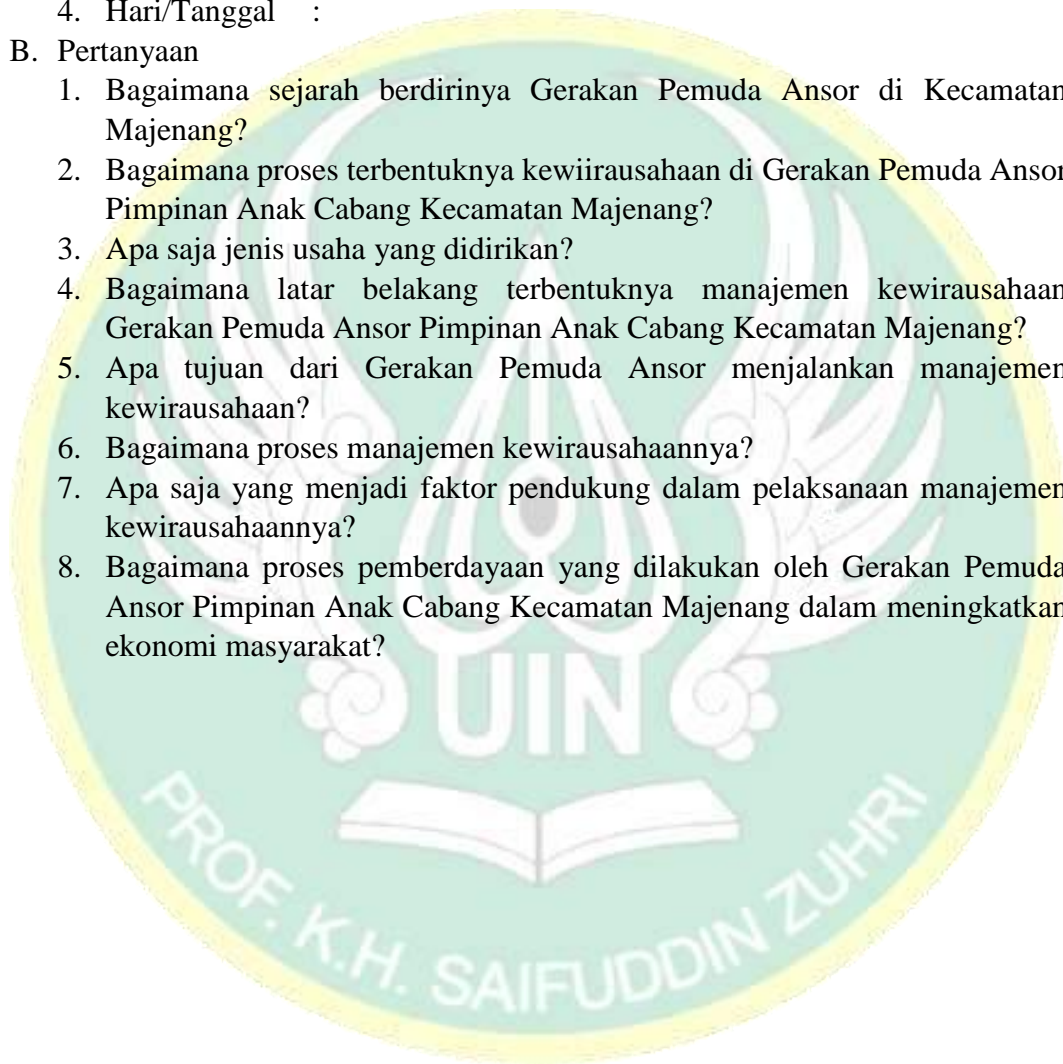 4. Hari/Tanggal :
B. Pertanyaan
1. Bagaimana sejarah berdirinya Gerakan Pemuda Ansor di Kecamatan
Majenang?
2. Bagaimana proses terbentuknya kewiirausahaan di Gerakan Pemuda Ansor
Pimpinan Anak Cabang Kecamatan Majenang?
3. Apa saja jenis usaha yang didirikan?
4. Bagaimana latar belakang terbentuknya manajemen kewirausahaan
Gerakan Pemuda Ansor Pimpinan Anak Cabang Kecamatan Majenang?
5. Apa tujuan dari Gerakan Pemuda Ansor menjalankan manajemen
kewirausahaan?
6. Bagaimana proses manajemen kewirausahaannya?
7. Apa saja yang menjadi faktor pendukung dalam pelaksanaan manajemen
kewirausahaannya?
8. Bagaimana proses pemberdayaan yang dilakukan oleh Gerakan Pemuda
Ansor Pimpinan Anak Cabang Kecamatan Majenang dalam meningkatkan
ekonomi masyarakat?
UIN
PROF. K.H. SAIFUDDIN ZUHRI